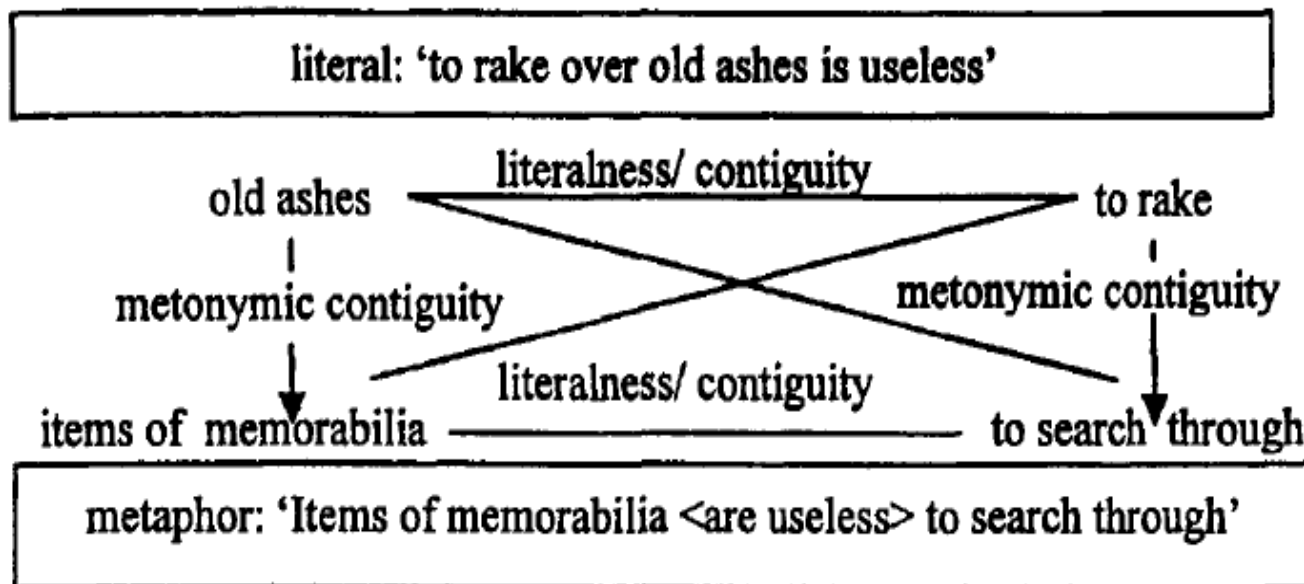 literal: ‘to rake over old ashes is useless’
literalness/ contiguity
old ashes
to rake
metonymic contiguity
metonymic contiguity
literalness/ contiguity
items of memorabilia
to search through
metaphor: ‘Items of memorabilia <are useless> to search through’